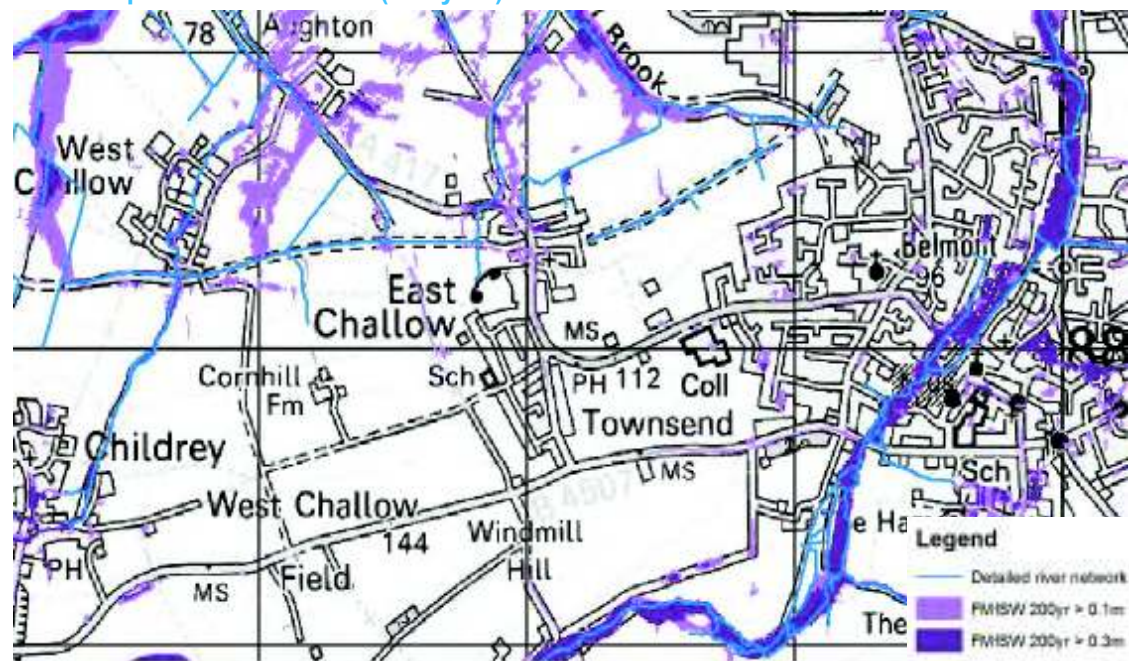 78
Brook
West
Challow
A 417
Belmont
96
East
Challow
MS
Cornhill
Fm
Sch
PH 112
Coll
Townsend
Childrey
MS
Sch
West Challow
B 4507
144
Windmill
Hill
PH
MS
Field
The
Legend
Detailed river network
FMfSW 200yr > 0.1m
FMfSW 200yr > 0.3m